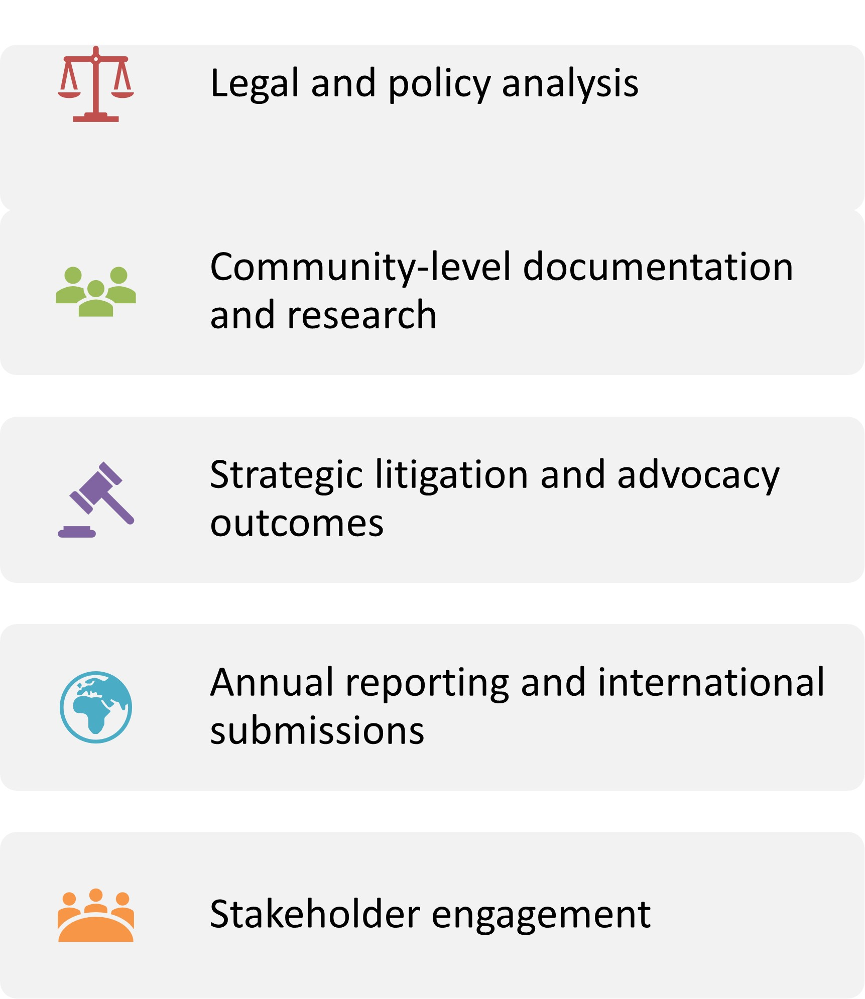 Legal and policy analysis
Community-level documentation
and research
Strategic litigation and advocacy
outcomes
Annual reporting and international
submissions
Stakeholder engagement